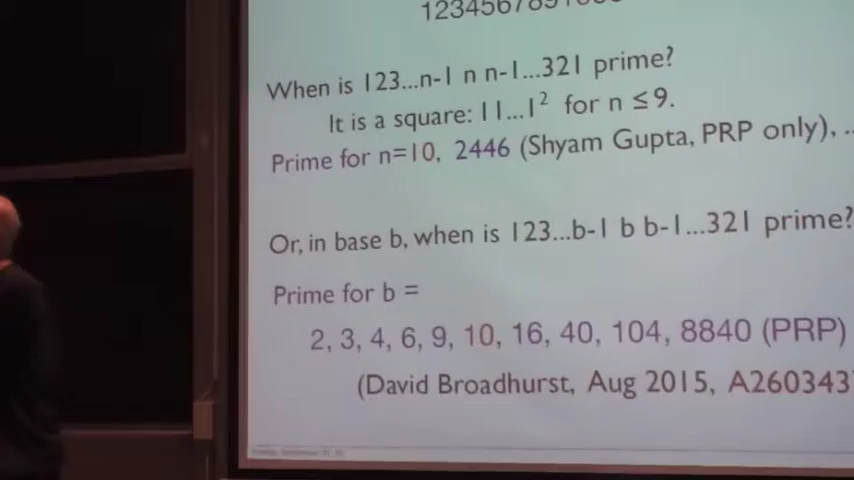 When is 123...n-1 n n-1...321 prime?
It is a square: 11...1² for n ≤ 9.
Prime for n=10, 2446 (Shyam Gupta, PRP only), ..
Or, in base b, when is 123...b-1 b b-1...321 prime?
Prime for b =
2, 3, 4, 6, 9, 10, 16, 40, 104, 8840 (PRP)
(David Broadhurst, Aug 2015, A260343